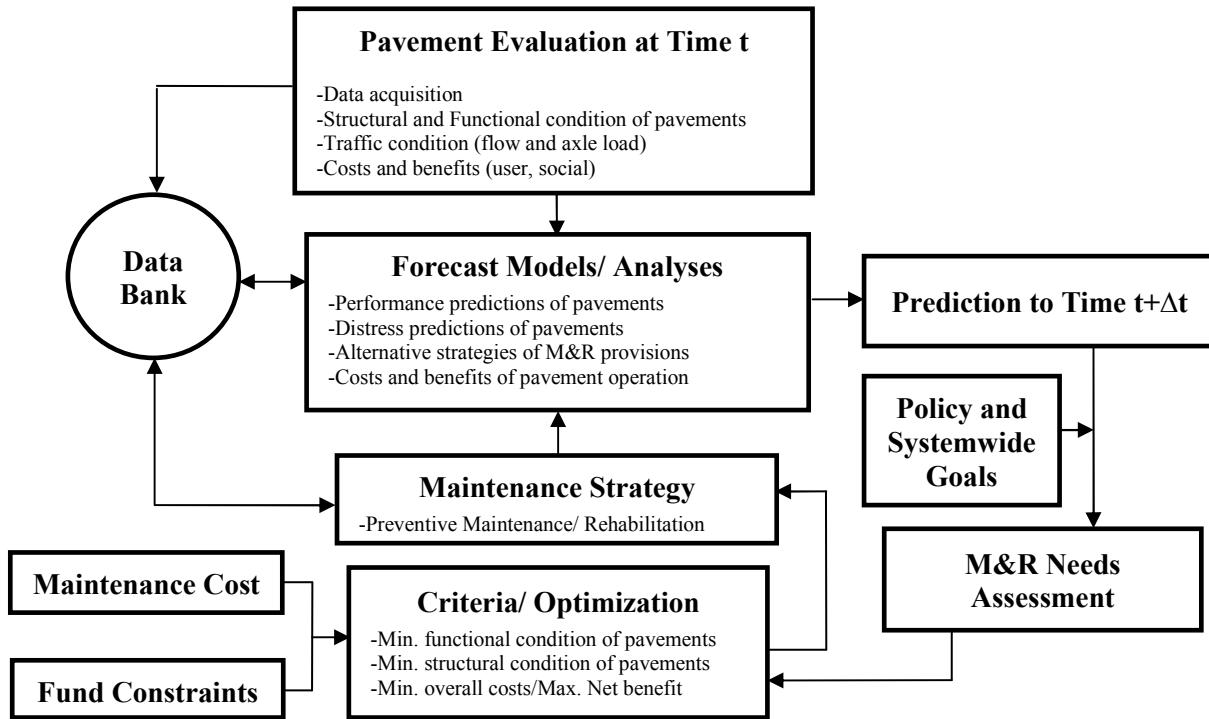 Pavement Evaluation at Time t
-Data acquisition
-Structural and Functional condition of pavements
-Traffic condition (flow and axle load)
-Costs and benefits (user, social)
Data
Bank
Forecast Models/ Analyses
-Performance predictions of pavements
-Distress predictions of pavements
-Alternative strategies of M&R provisions
-Costs and benefits of pavement operation
Prediction to Time t+Δt
Policy and
Systemwide
Goals
Maintenance Strategy
-Preventive Maintenance/ Rehabilitation
M&R Needs
Assessment
Maintenance Cost
Fund Constraints
Criteria/ Optimization
-Min. functional condition of pavements
-Min. structural condition of pavements
-Min. overall costs/Max. Net benefit